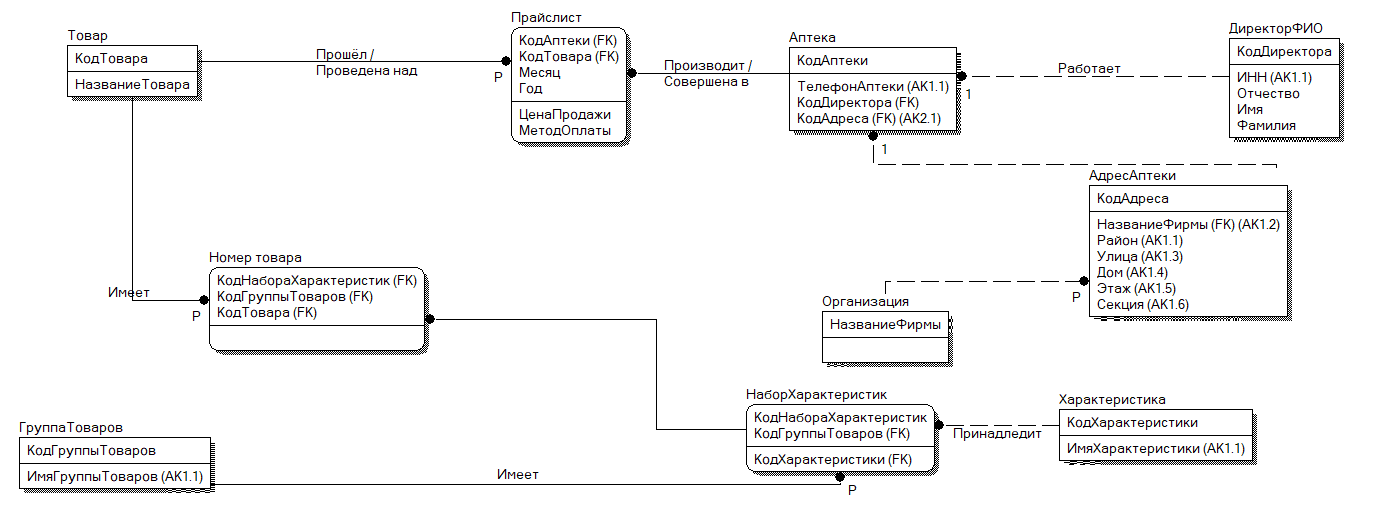 Товар
КодТовара
НазваниеТовара
Прошёл /
Проведена над
P
Прайслист
КодАптеки (FK)
КодТовара (FK)
Месяц
Год
ЦенаПродажи
МетодОплаты
Производит /
Совершена в
Аптека
КодАптеки
ТелефонАптеки (AK1.1)
КодДиректора (FK)
КодАдреса (FK) (AK2.1)
Работает
1
ДиректорФИО
КодДиректора
ИНН (AK1.1)
Отчество
Имя
Фамилия
1
АдресАптеки
КодАдреса
НазваниеФирмы (FK) (AK1.2)
Район (AK1.1)
Улица (AK1.3)
Дом (AK1.4)
Этаж (AK1.5)
Секция (AK1.6)
P
Организация
НазваниеФирмы
Имеет
P
Номер товара
КодНабораХарактеристик (FK)
КодГруппыТоваров (FK)
КодТовара (FK)
НаборХарактеристик
КодНабораХарактеристик
КодГруппыТоваров (FK)
КодХарактеристики (FK)
Принадледит
Характеристика
КодХарактеристики
ИмяХарактеристики (AK1.1)
ГруппаТоваров
КодГруппыТоваров
ИмяГруппыТоваров (AK1.1)
Имеет
P